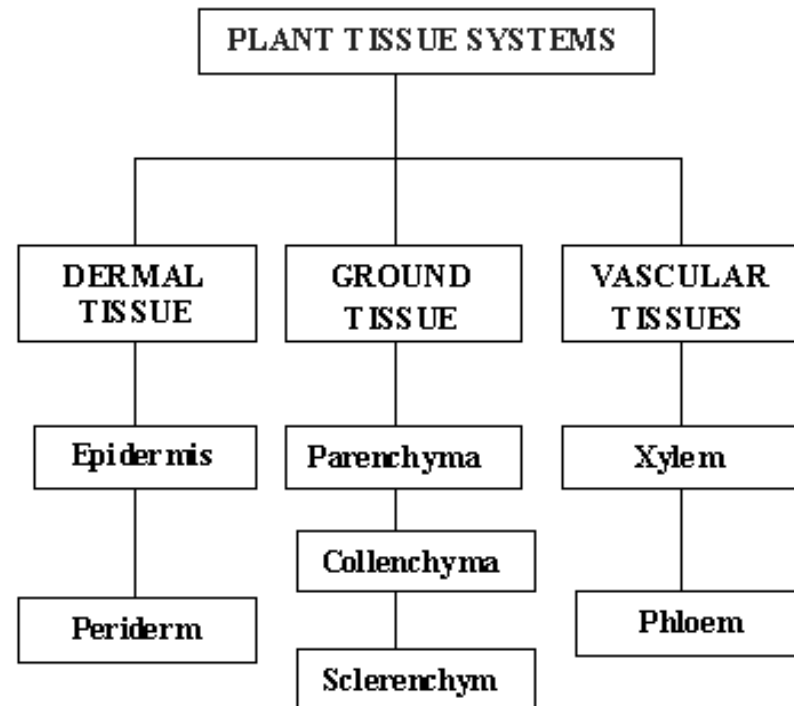 PLANT TISSUE SYSTEMS
DERMAL
TISSUE
GROUND
TISSUE
VASCULAR
TISSUES
Epidermis
Parenchyma
Xylem
Collenchyma
Periderm
Phloem
Sclerenchym